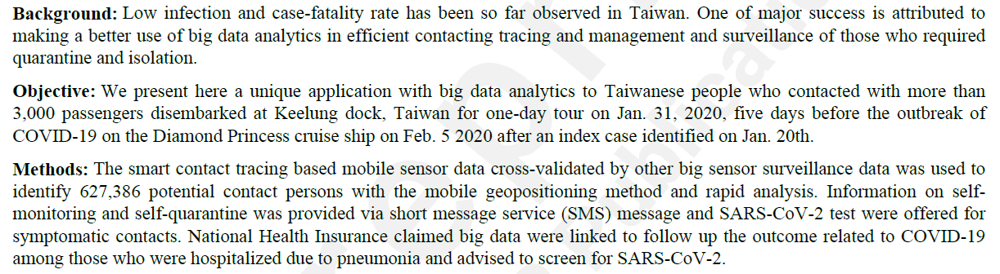 Background: Low infection and case-fatality rate has been so far observed in Taiwan. One of major success is attributed to
making a better use of big data analytics in efficient contacting tracing and management and surveillance of those who required
quarantine and isolation.
Objective: We present here a unique application with big data analytics to Taiwanese people who contacted with more than
3,000 passengers disembarked at Keelung dock, Taiwan for one-day tour on Jan. 31, 2020, five days before the outbreak of
COVID-19 on the Diamond Princess cruise ship on Feb. 5 2020 after an index case identified on Jan. 20th.
Methods: The smart contact tracing based mobile sensor data cross-validated by other big sensor surveillance data was used to
identify 627,386 potential contact persons with the mobile geopositioning method and rapid analysis. Information on self-
monitoring and self-quarantine was provided via short message service (SMS) message and SARS-CoV-2 test were offered for
symptomatic contacts. National Health Insurance claimed big data were linked to follow up the outcome related to COVID-19
among those who were hospitalized due to pneumonia and advised to screen for SARS-CoV-2.